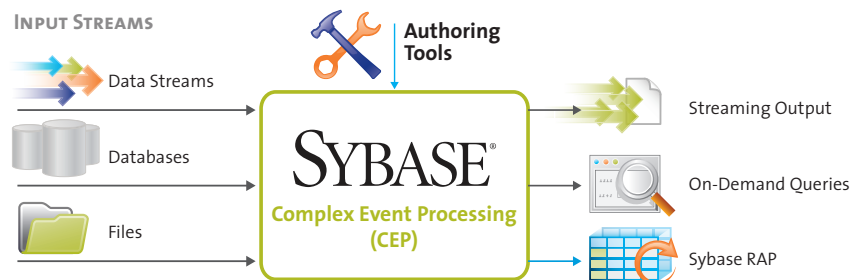 INPUT STREAMS
Authoring
Tools
Data Streams
Databases
Files
SYBASE®
Complex Event Processing
(CEP)
Streaming Output
On-Demand Queries
Sybase RAP